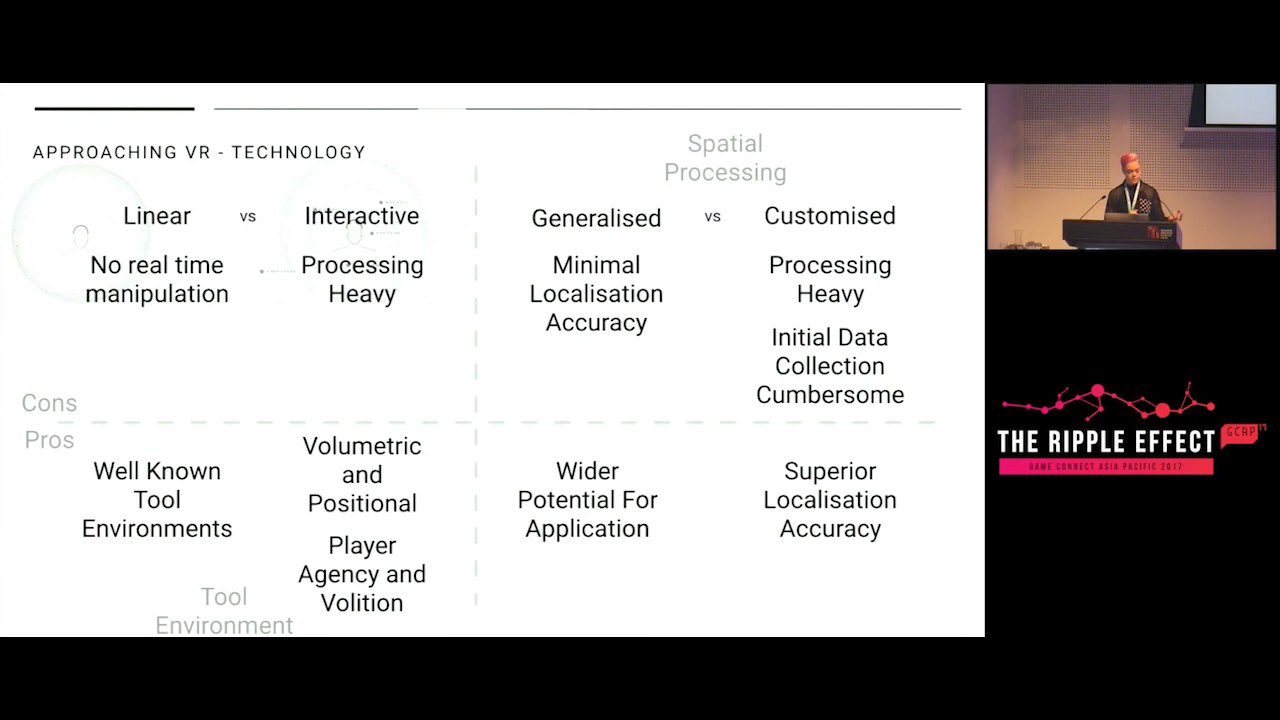 APPROACHING VR - TECHNOLOGY
Spatial
Processing
Linear vs Interactive
Generalised vs Customised
No real time
manipulation
Processing
Heavy
Minimal
Localisation
Accuracy
Processing
Heavy
Initial Data
Collection
Cumbersome
Cons
Pros
Well Known
Tool
Environments
Volumetric
and
Positional
Player
Agency and
Volition
Wider
Potential For
Application
Superior
Localisation
Accuracy
Tool
Environment
THE RIPPLE EFFECT
GCAP 17
GAME CONNECT ASIA PACIFIC 2017